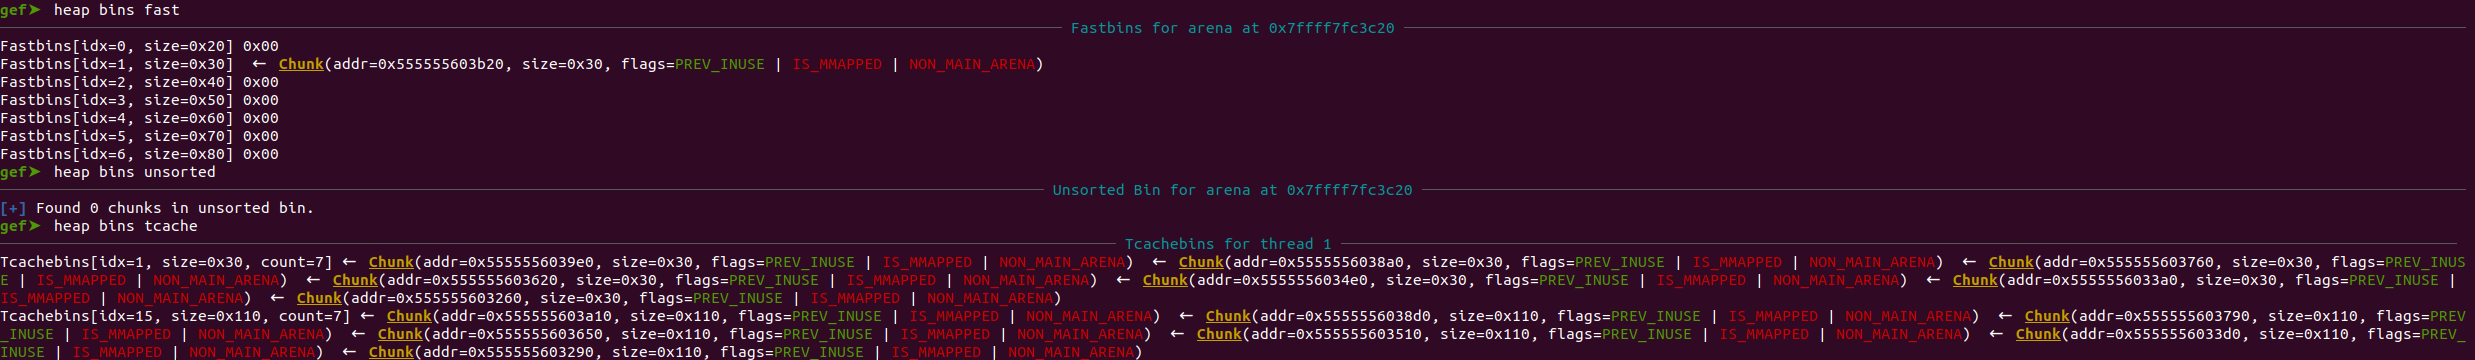 gef➤  heap bins fast
Fastbins for arena at 0x7ffff7fc3c20
Fastbins[idx=0, size=0x20] 0x00
Fastbins[idx=1, size=0x30]  ← Chunk(addr=0x555555603b20, size=0x30, flags=PREV_INUSE | IS_MMAPPED | NON_MAIN_ARENA)
Fastbins[idx=2, size=0x40] 0x00
Fastbins[idx=3, size=0x50] 0x00
Fastbins[idx=4, size=0x60] 0x00
Fastbins[idx=5, size=0x70] 0x00
Fastbins[idx=6, size=0x80] 0x00
gef➤  heap bins unsorted
Unsorted Bin for arena at 0x7ffff7fc3c20
[+] Found 0 chunks in unsorted bin.
gef➤  heap bins tcache
Tcachebins for thread 1
Tcachebins[idx=1, size=0x30, count=7] ← Chunk(addr=0x5555556039e0, size=0x30, flags=PREV_INUSE | IS_MMAPPED | NON_MAIN_ARENA)  ← Chunk(addr=0x5555556038a0, size=0x30, flags=PREV_INUSE | IS_MMAPPED | NON_MAIN_ARENA)  ← Chunk(addr=0x555555603760, size=0x30, flags=PREV_INUS
E | IS_MMAPPED | NON_MAIN_ARENA)  ← Chunk(addr=0x555555603620, size=0x30, flags=PREV_INUSE | IS_MMAPPED | NON_MAIN_ARENA)  ← Chunk(addr=0x5555556034e0, size=0x30, flags=PREV_INUSE | IS_MMAPPED | NON_MAIN_ARENA)  ← Chunk(addr=0x5555556033a0, size=0x30, flags=PREV_INUSE |
IS_MMAPPED | NON_MAIN_ARENA)  ← Chunk(addr=0x555555603260, size=0x30, flags=PREV_INUSE | IS_MMAPPED | NON_MAIN_ARENA)
Tcachebins[idx=15, size=0x110, count=7] ← Chunk(addr=0x555555603a10, size=0x110, flags=PREV_INUSE | IS_MMAPPED | NON_MAIN_ARENA)  ← Chunk(addr=0x5555556038d0, size=0x110, flags=PREV_INUSE | IS_MMAPPED | NON_MAIN_ARENA)  ← Chunk(addr=0x555555603790, size=0x110, flags=PREV
_INUSE | IS_MMAPPED | NON_MAIN_ARENA)  ← Chunk(addr=0x555555603650, size=0x110, flags=PREV_INUSE | IS_MMAPPED | NON_MAIN_ARENA)  ← Chunk(addr=0x555555603510, size=0x110, flags=PREV_INUSE | IS_MMAPPED | NON_MAIN_ARENA)  ← Chunk(addr=0x5555556033d0, size=0x110, flags=PREV_
INUSE | IS_MMAPPED | NON_MAIN_ARENA)  ← Chunk(addr=0x555555603290, size=0x110, flags=PREV_INUSE | IS_MMAPPED | NON_MAIN_ARENA)